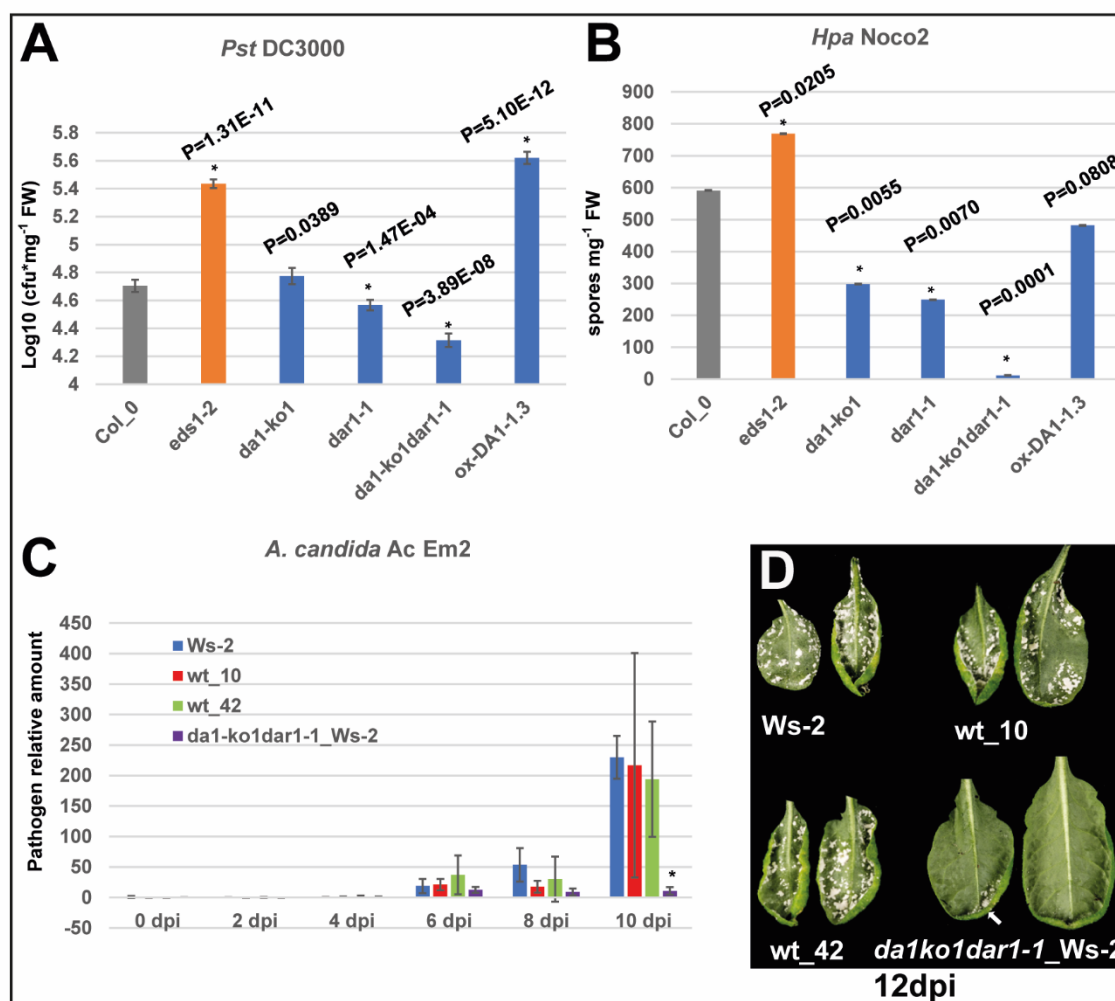 A
Pst DC3000
P=1.31E-11
*
P=0.0389
P=1.47E-04
*
P=3.89E-08
*
P=5.10E-12
*
Log10 (cfu*mg-1 FW)
5.8
5.6
5.4
5.2
5
4.8
4.6
4.4
4.2
4
Col_0
eds1-2
da1-ko1
dar1-1
da1-ko1dar1-1
ox-DA1-1.3
B
Hpa Noco2
P=0.0205
*
P=0.0055
*
P=0.0070
*
P=0.0001
*
P=0.0808
spores mg-1 FW
900
800
700
600
500
400
300
200
100
0
Col_0
eds1-2
da1-ko1
dar1-1
da1-ko1dar1-1
ox-DA1-1.3
C
A. candida Ac Em2
Pathogen relative amount
450
400
350
300
250
200
150
100
50
0
-50
Ws-2
wt_10
wt_42
da1-ko1dar1-1_Ws-2
*
0 dpi
2 dpi
4 dpi
6 dpi
8 dpi
10 dpi
D
Ws-2
wt_10
wt_42
da1ko1dar1-1_Ws-2
12dpi